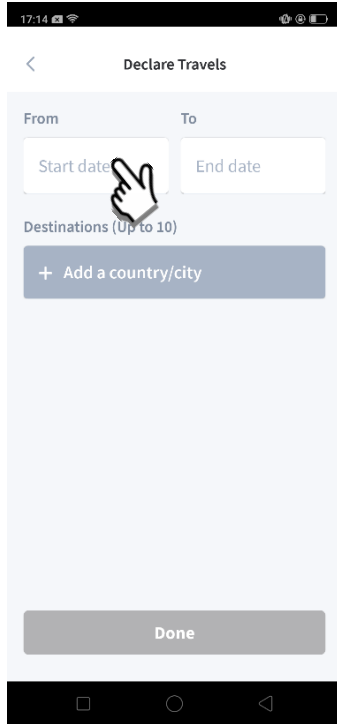 17:14
Declare Travels
From To
Start date End date
Destinations (Up to 10)
+ Add a country/city
Done